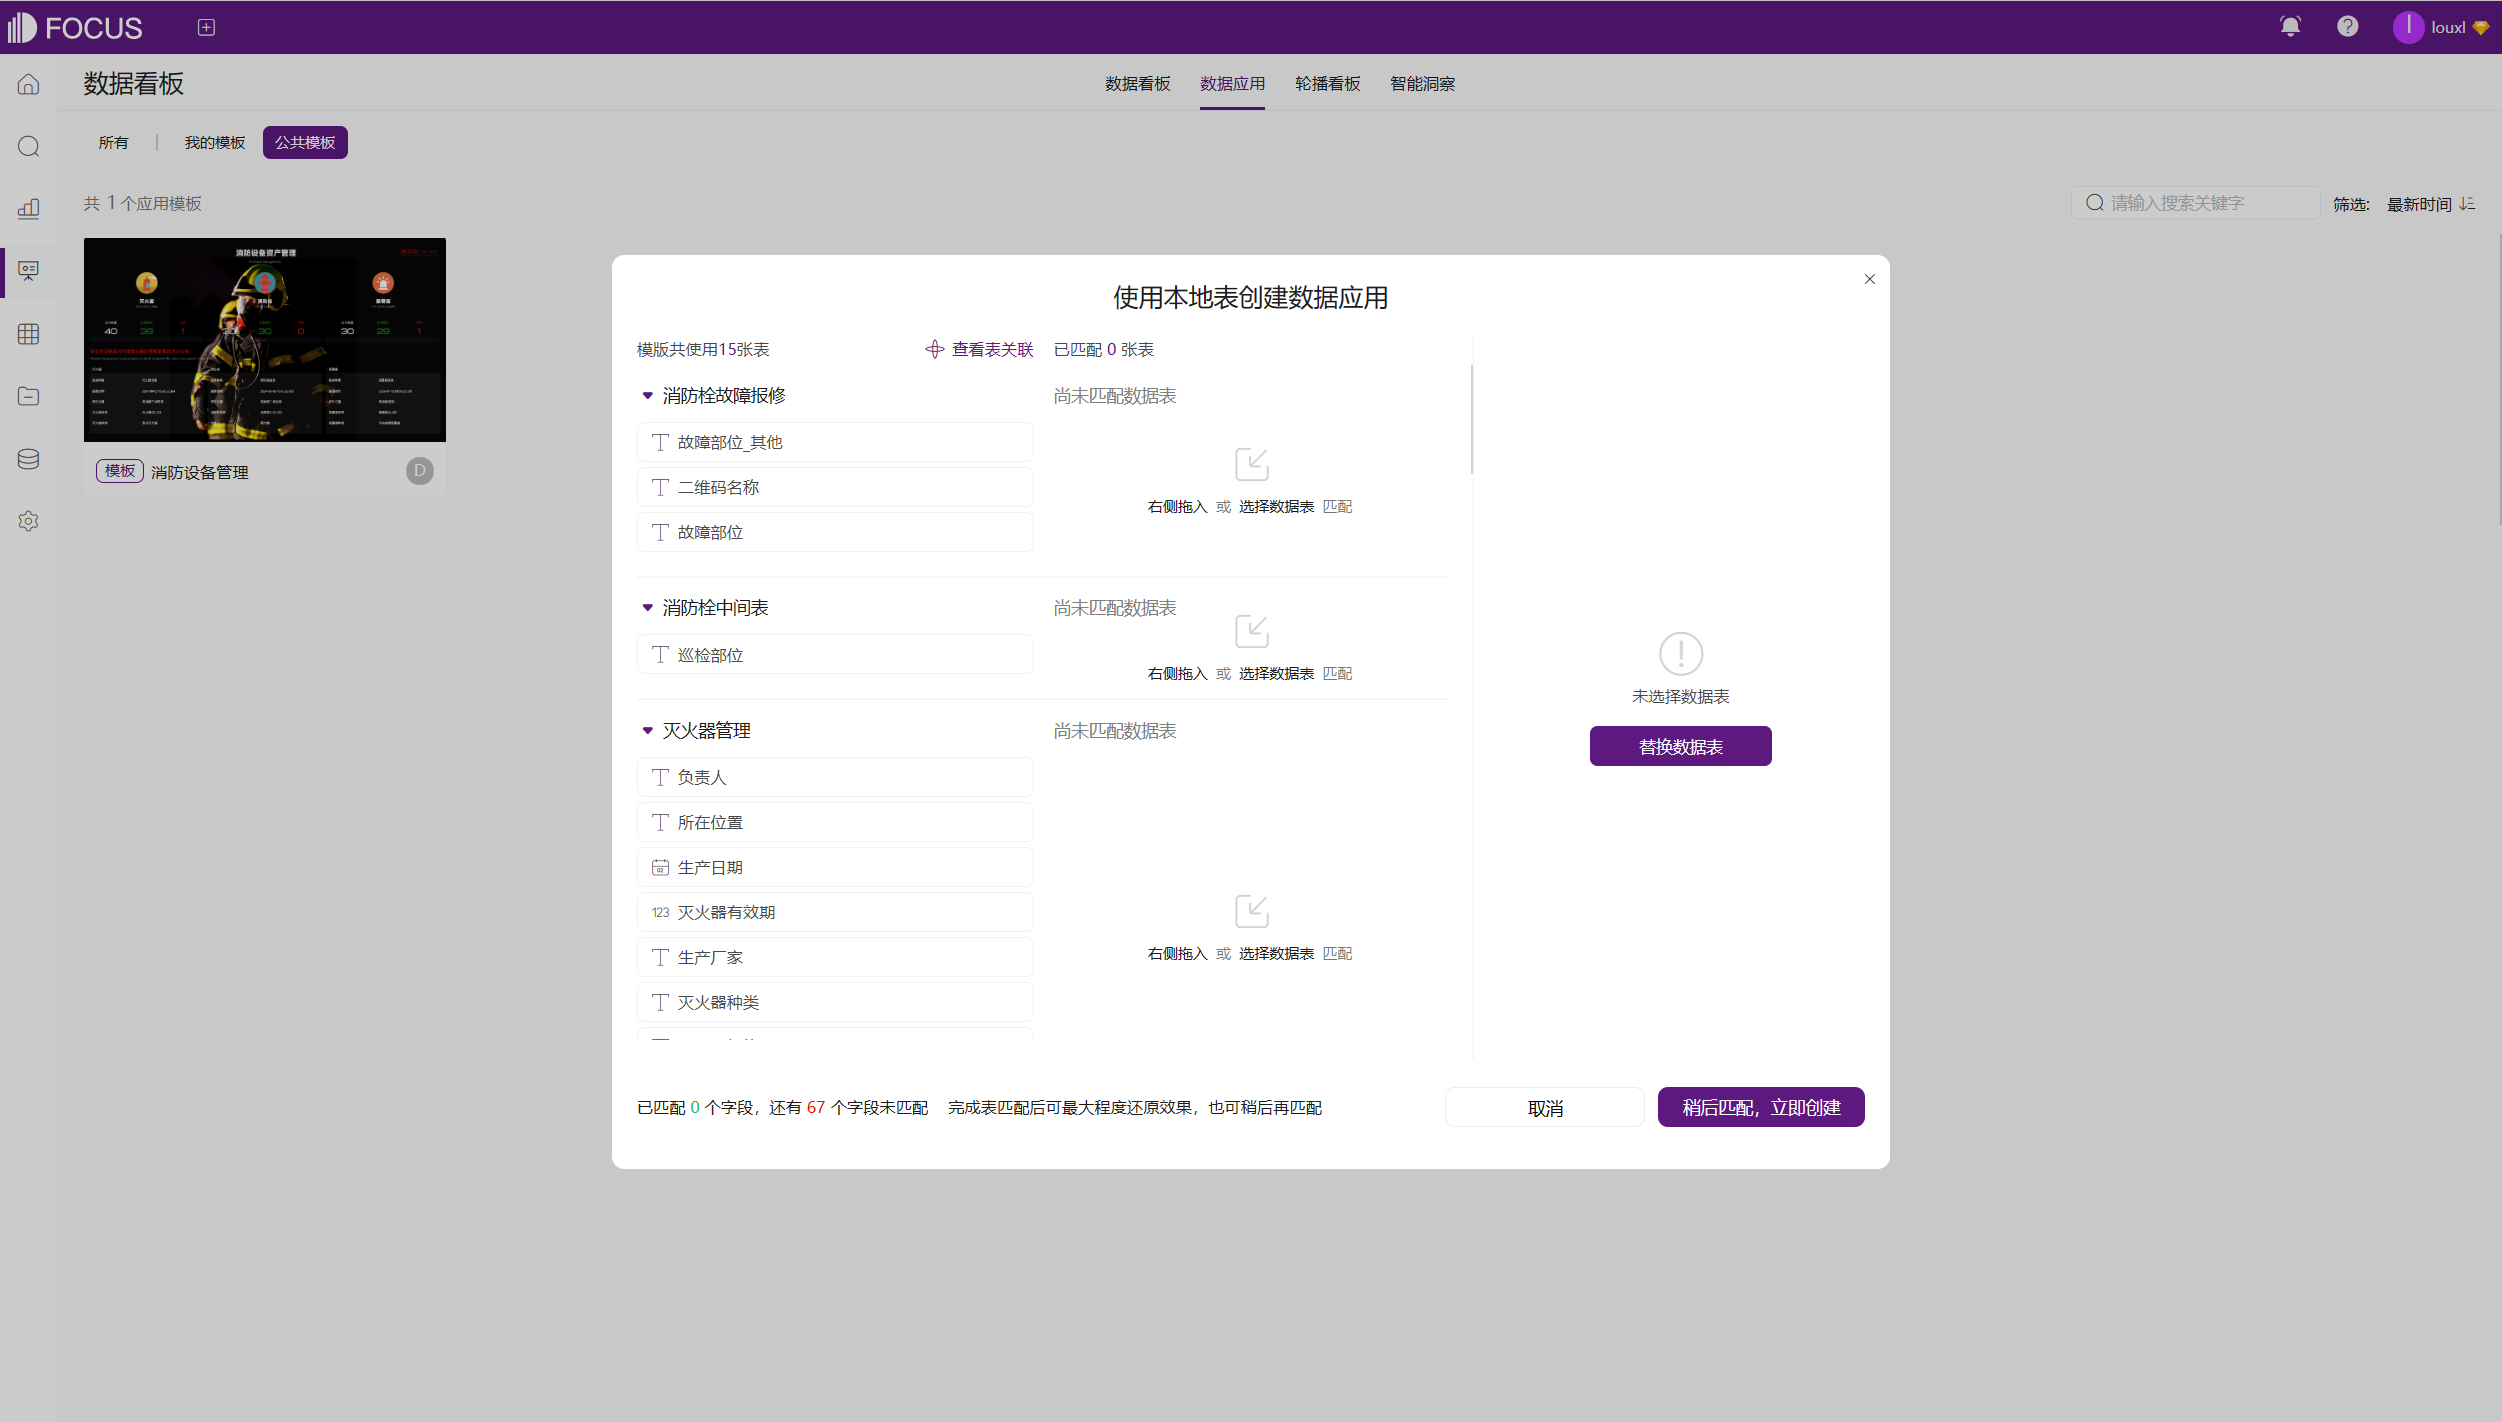 FOCUS
louxl
数据看板
数据看板 数据应用 轮播看板 智能洞察
所有 | 我的模板 公共模板
共 1 个应用模板
请输入搜索关键字 筛选: 最新时间
消防设备资产管理
灭火器 消防栓 报警器
40 39 1 30 30 0 30 29 1
模板 消防设备管理 D
使用本地表创建数据应用
模版共使用15张表 查看表关联 已匹配 0 张表
消防栓故障报修 尚未匹配数据表
故障部位_其他
二维码名称
右侧拖入 或 选择数据表 匹配
故障部位
消防栓中间表 尚未匹配数据表
巡检部位
右侧拖入 或 选择数据表 匹配
灭火器管理 尚未匹配数据表
负责人
所在位置
生产日期
123 灭火器有效期
生产厂家
右侧拖入 或 选择数据表 匹配
灭火器种类
未选择数据表
替换数据表
已匹配 0 个字段，还有 67 个字段未匹配 完成表匹配后可最大程度还原效果，也可稍后再匹配
取消 稍后匹配，立即创建